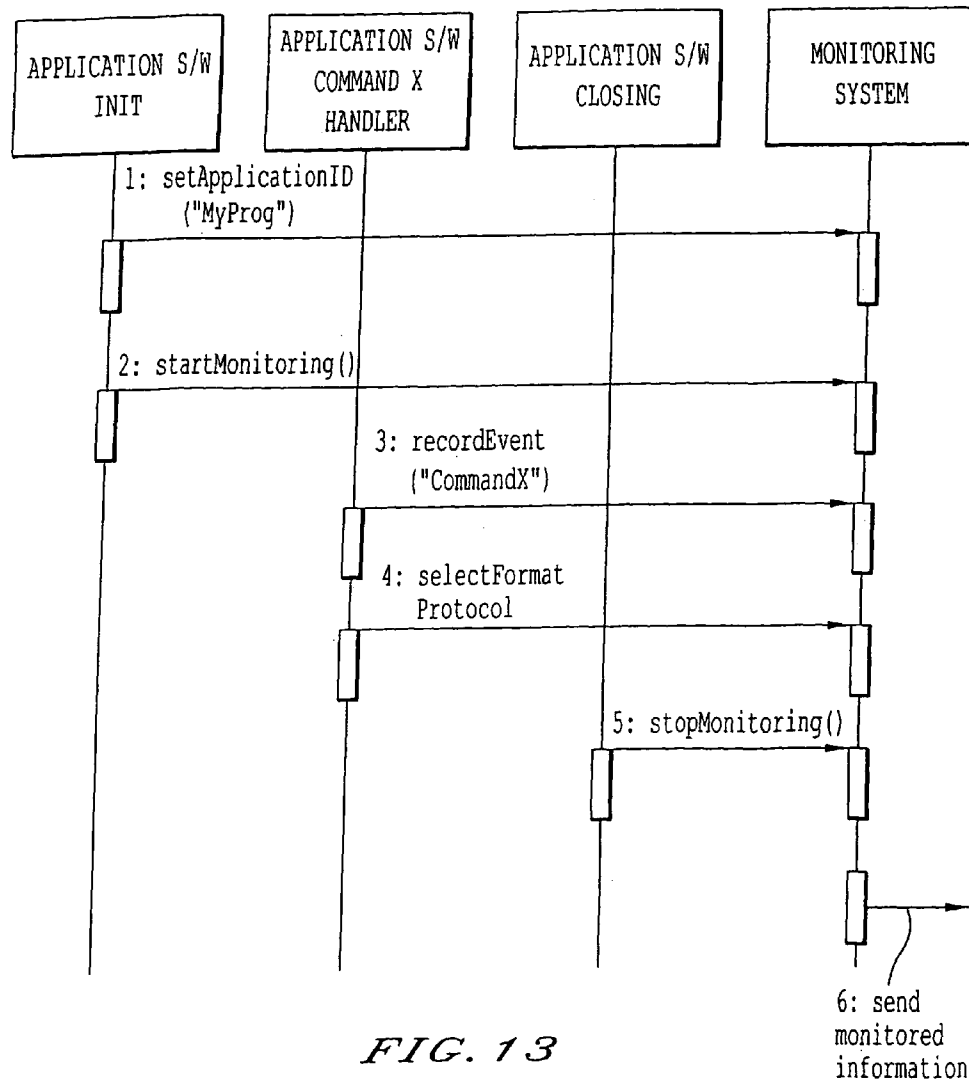 APPLICATION S/W
INIT
APPLICATION S/W
COMMAND X
HANDLER
APPLICATION S/W
CLOSING
MONITORING
SYSTEM
1: setApplicationID
("MyProg")
2: startMonitoring()
3: recordEvent
("CommandX")
4: selectFormat
Protocol
5: stopMonitoring()
6: send
monitored
information
FIG. 13